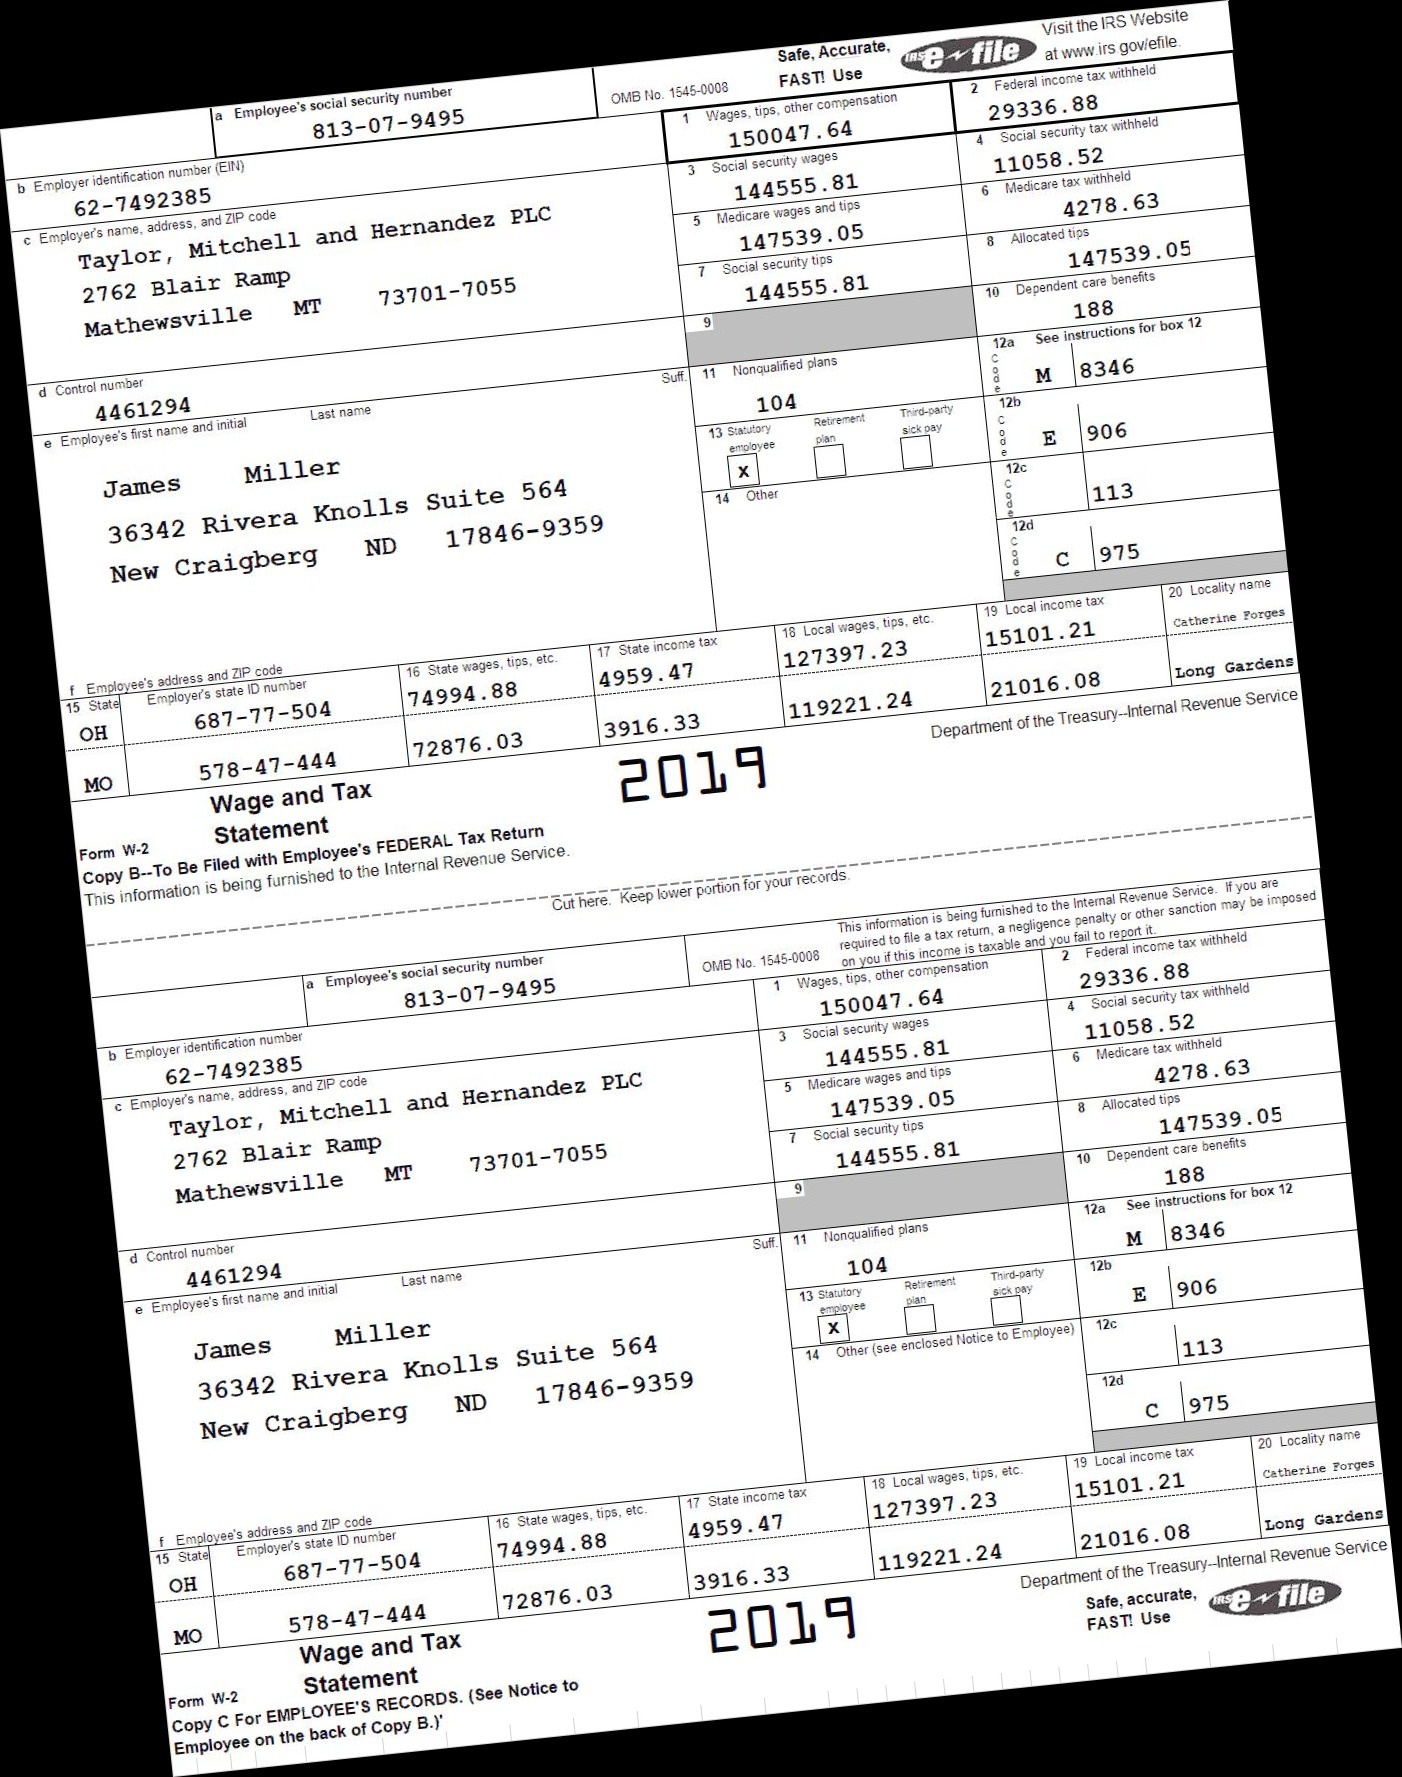 Safe, Accurate,
FAST! Use
IRS e-file
Visit the IRS Website
at www.irs.gov/efile.
a Employee's social security number
813-07-9495
OMB No. 1545-0008
1 Wages, tips, other compensation
150047.64
2 Federal income tax withheld
29336.88
b Employer identification number (EIN)
62-7492385
3 Social security wages
144555.81
4 Social security tax withheld
11058.52
c Employer's name, address, and ZIP code
Taylor, Mitchell and Hernandez PLC
2762 Blair Ramp
Mathewsville MT 73701-7055
5 Medicare wages and tips
147539.05
6 Medicare tax withheld
4278.63
7 Social security tips
144555.81
8 Allocated tips
147539.05
9
10 Dependent care benefits
188
d Control number
4461294
11 Nonqualified plans
104
12a See instructions for box 12
Code M 8346
e Employee's first name and initial Last name Suff.
James Miller
36342 Rivera Knolls Suite 564
New Craigberg ND 17846-9359
13 Statutory employee Retirement plan Third-party sick pay
X
12b
Code E 906
14 Other
12c
Code 113
12d
Code C 975
f Employee's address and ZIP code
15 State Employer's state ID number
16 State wages, tips, etc.
17 State income tax
18 Local wages, tips, etc.
19 Local income tax
20 Locality name
OH 687-77-504 74994.88 4959.47 127397.23 15101.21 Catherine Forges
MO 578-47-444 72876.03 3916.33 119221.24 21016.08 Long Gardens
Form W-2
Wage and Tax
Statement
2019
Department of the Treasury--Internal Revenue Service
Copy B--To Be Filed with Employee's FEDERAL Tax Return
This information is being furnished to the Internal Revenue Service.
Cut here. Keep lower portion for your records.
a Employee's social security number
813-07-9495
OMB No. 1545-0008
This information is being furnished to the Internal Revenue Service. If you are
required to file a tax return, a negligence penalty or other sanction may be imposed
on you if this income is taxable and you fail to report it.
1 Wages, tips, other compensation
150047.64
2 Federal income tax withheld
29336.88
b Employer identification number
62-7492385
3 Social security wages
144555.81
4 Social security tax withheld
11058.52
c Employer's name, address, and ZIP code
Taylor, Mitchell and Hernandez PLC
2762 Blair Ramp
Mathewsville MT 73701-7055
5 Medicare wages and tips
147539.05
6 Medicare tax withheld
4278.63
7 Social security tips
144555.81
8 Allocated tips
147539.05
9
10 Dependent care benefits
188
d Control number
4461294
11 Nonqualified plans
104
12a See instructions for box 12
M 8346
e Employee's first name and initial Last name Suff.
James Miller
36342 Rivera Knolls Suite 564
New Craigberg ND 17846-9359
13 Statutory employee Retirement plan Third-party sick pay
X
12b
E 906
14 Other (see enclosed Notice to Employee)
12c
113
12d
C 975
f Employee's address and ZIP code
15 State Employer's state ID number
16 State wages, tips, etc.
17 State income tax
18 Local wages, tips, etc.
19 Local income tax
20 Locality name
OH 687-77-504 74994.88 4959.47 127397.23 15101.21 Catherine Forges
MO 578-47-444 72876.03 3916.33 119221.24 21016.08 Long Gardens
Form W-2
Wage and Tax
Statement
2019
Department of the Treasury--Internal Revenue Service
Safe, accurate,
FAST! Use
IRS e-file
Copy C For EMPLOYEE'S RECORDS. (See Notice to
Employee on the back of Copy B.)'